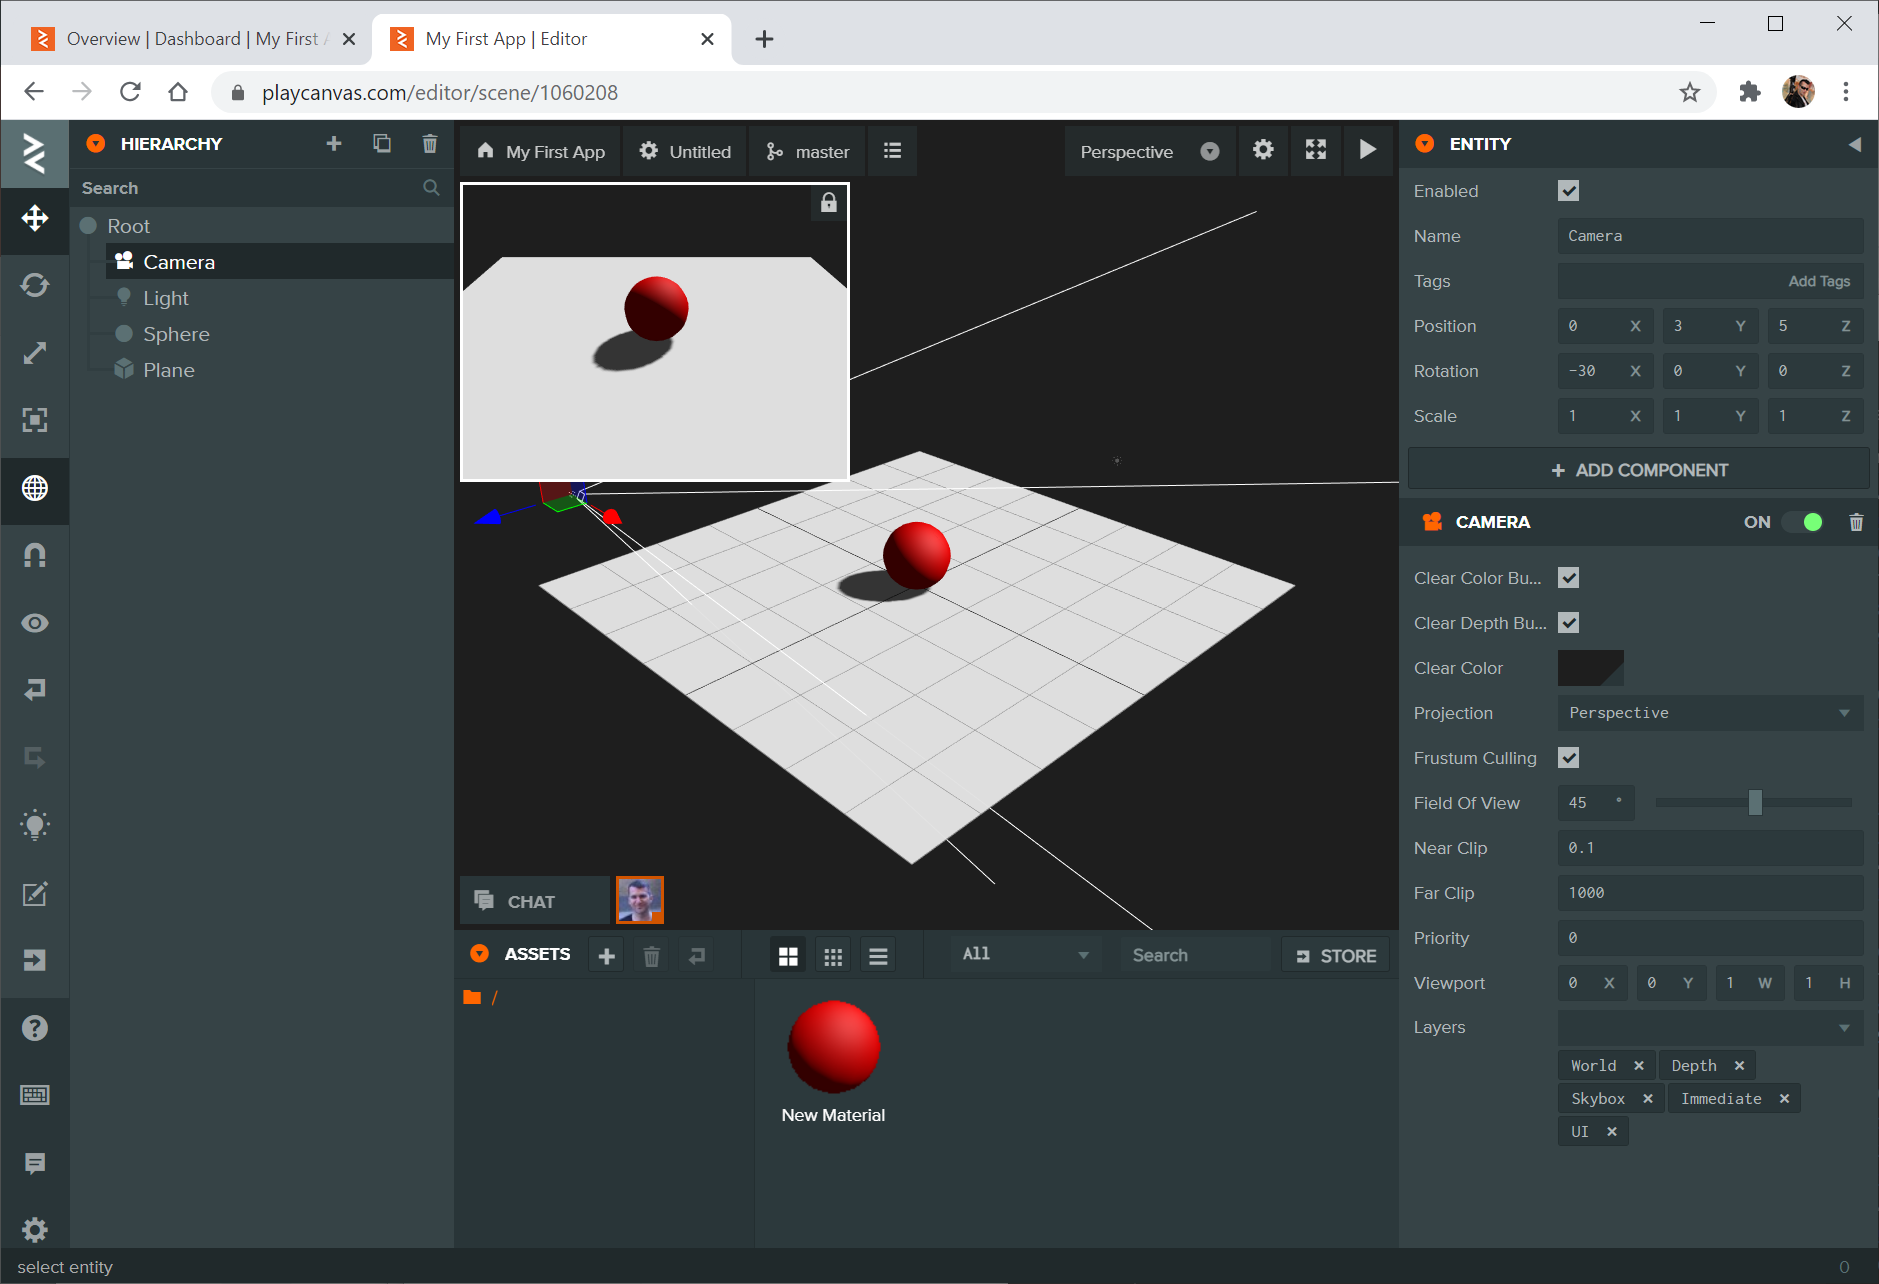 Overview | Dashboard | My First
My First App | Editor
playcanvas.com/editor/scene/1060208
HIERARCHY
Search
Root
Camera
Light
Sphere
Plane
My First App
Untitled
master
Perspective
CHAT
ASSETS
All
Search
STORE
/
New Material
ENTITY
Enabled
Name Camera
Tags Add Tags
Position 0 X 3 Y 5 Z
Rotation -30 X 0 Y 0 Z
Scale 1 X 1 Y 1 Z
+ ADD COMPONENT
CAMERA ON
Clear Color Bu...
Clear Depth Bu...
Clear Color
Projection Perspective
Frustum Culling
Field Of View 45 °
Near Clip 0.1
Far Clip 1000
Priority 0
Viewport 0 X 0 Y 1 W 1 H
Layers
World × Depth ×
Skybox × Immediate ×
UI ×
select entity 0